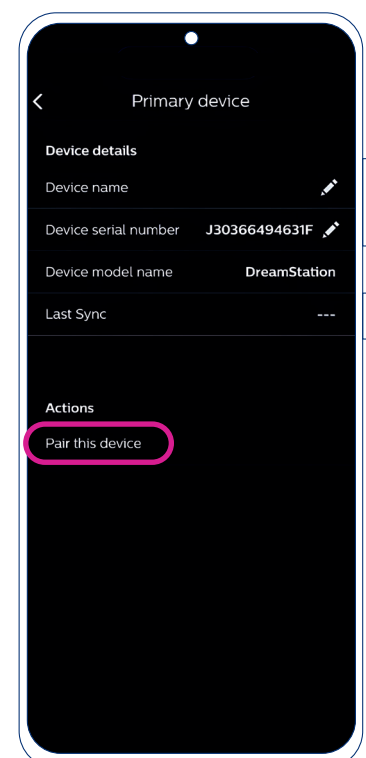 Primary device
Device details
Device name
Device serial number J30366494631F
Device model name DreamStation
Last Sync ---
Actions
Pair this device